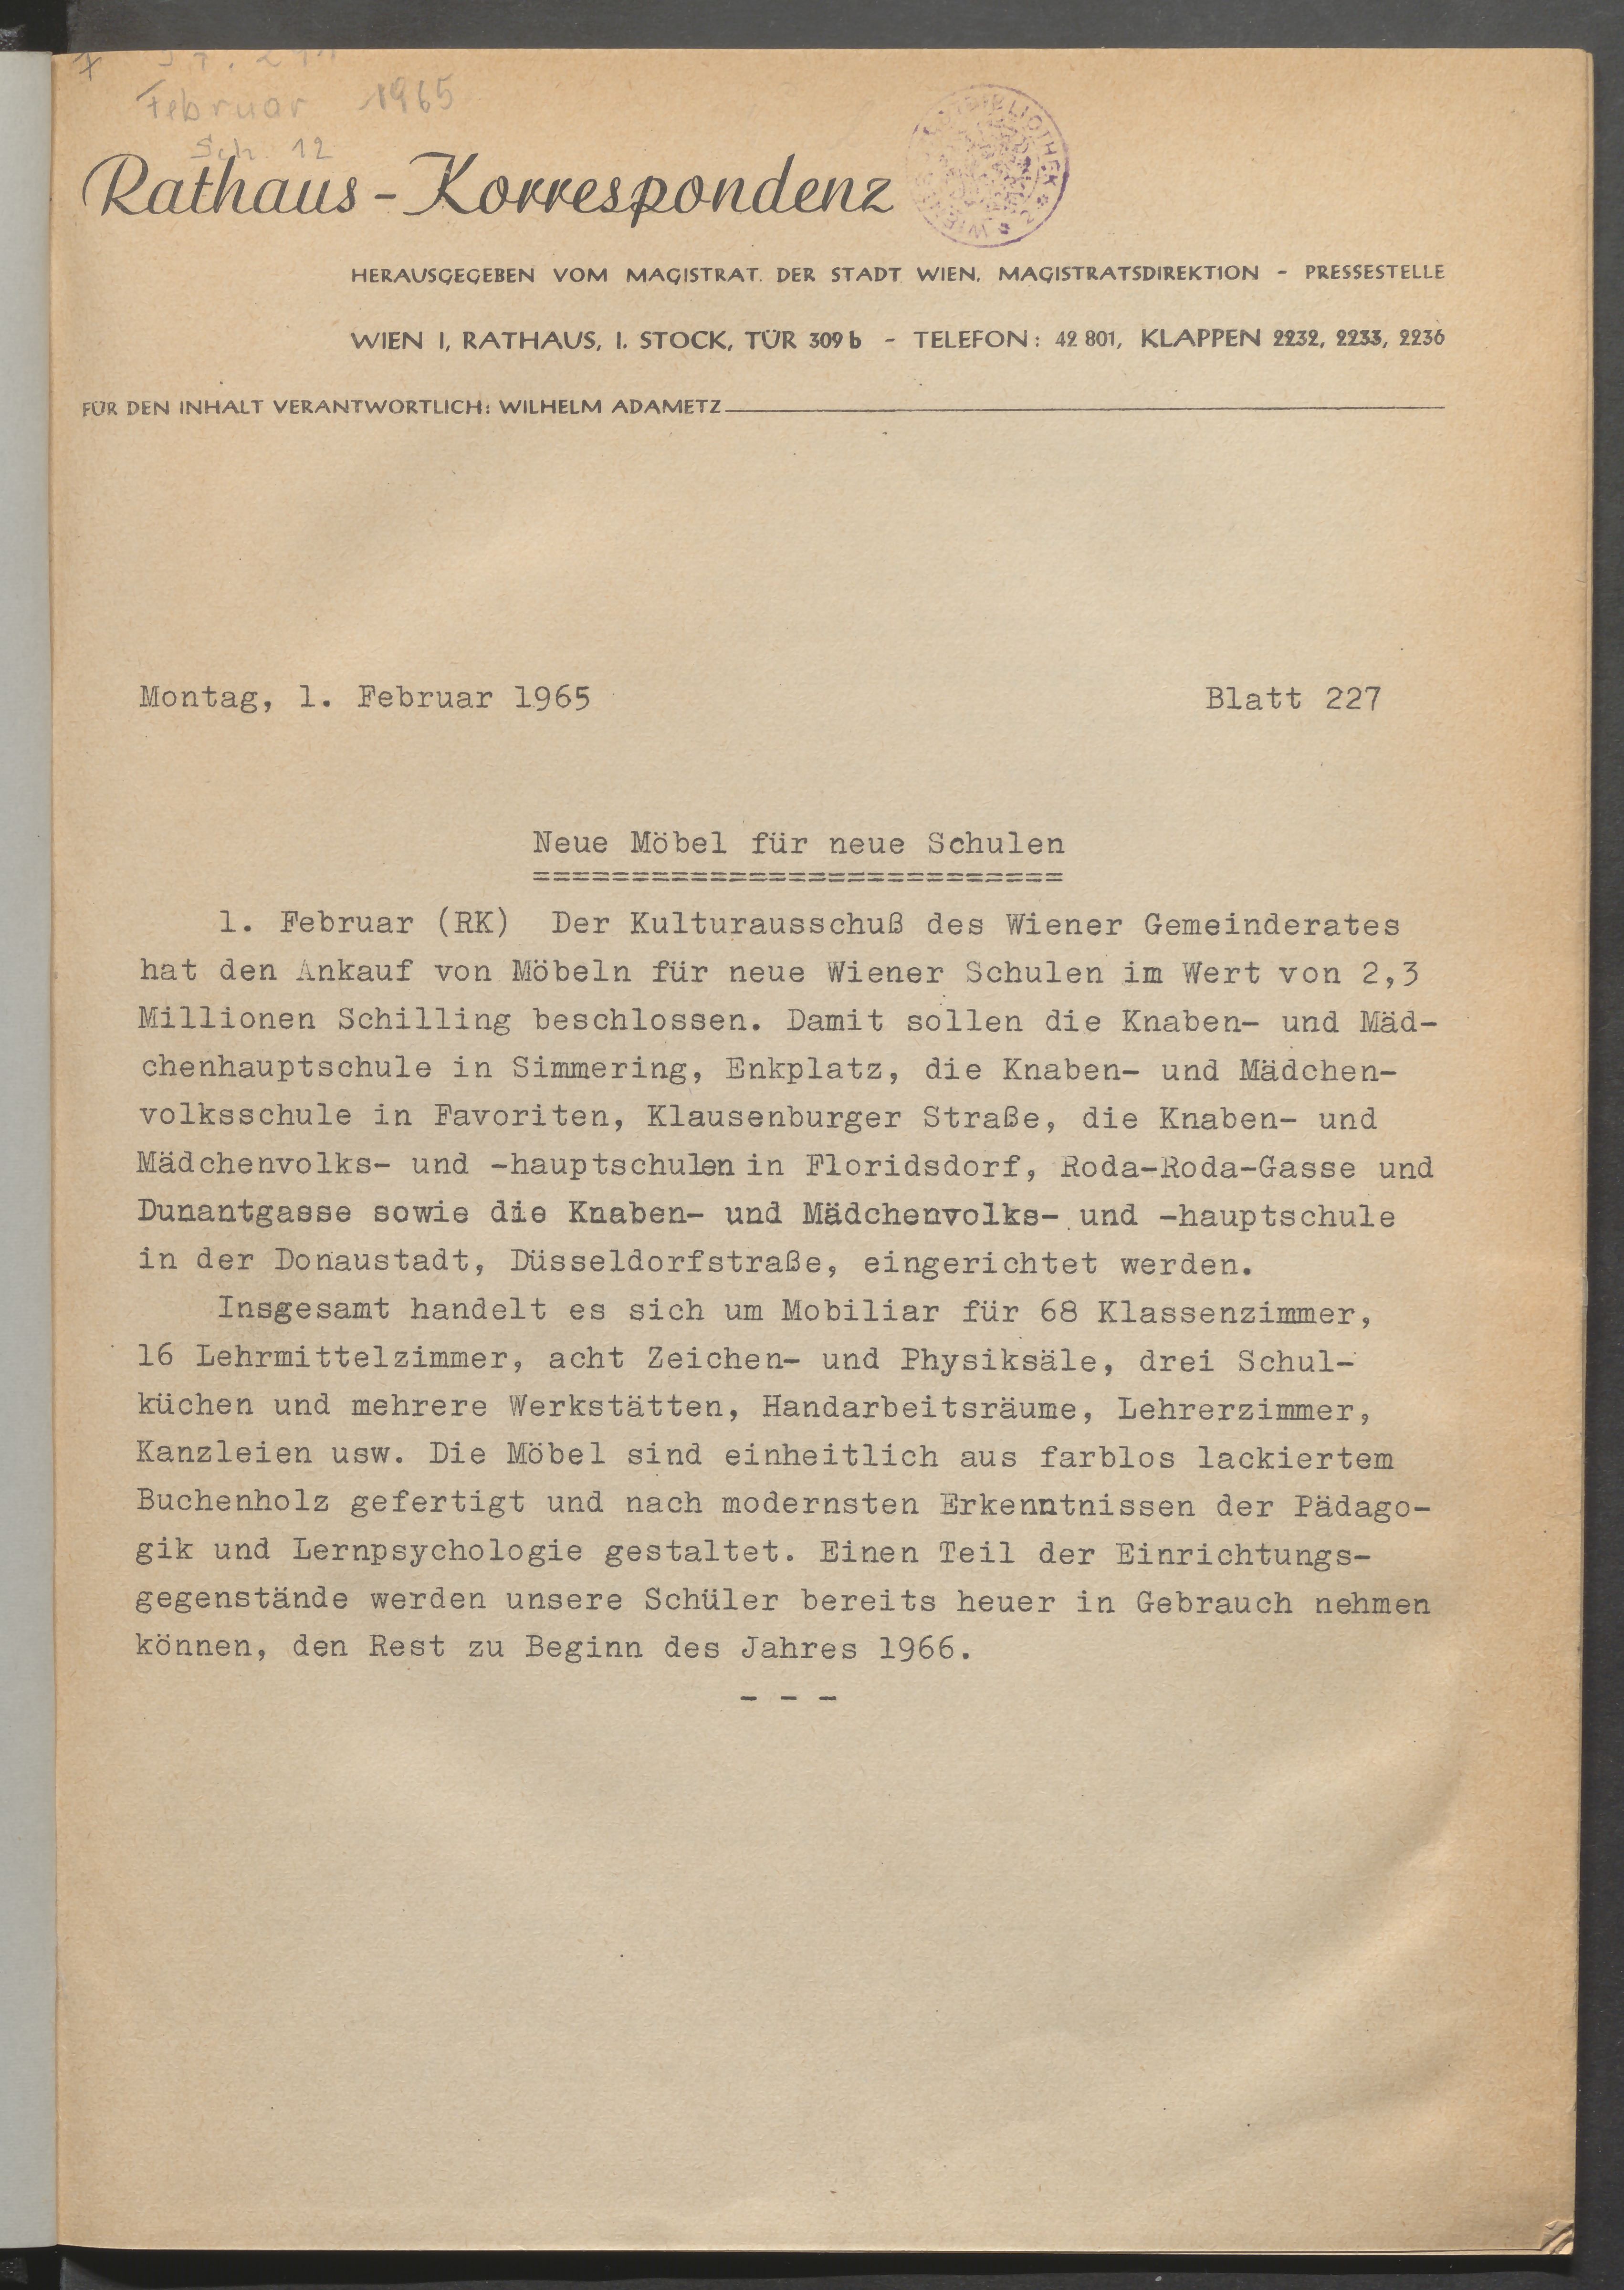 Februar 1965
Sch. 12
Rathaus-Korrespondenz
HERAUSGEGEBEN VOM MAGISTRAT DER STADT WIEN, MAGISTRATSDIREKTION - PRESSESTELLE
WIEN I, RATHAUS, I. STOCK, TÜR 309 b - TELEFON: 42 801, KLAPPEN 2232, 2233, 2236
FÜR DEN INHALT VERANTWORTLICH: WILHELM ADAMETZ
Montag, 1. Februar 1965 Blatt 227
Neue Möbel für neue Schulen
===========================
1. Februar (RK) Der Kulturausschuß des Wiener Gemeinderates
hat den Ankauf von Möbeln für neue Wiener Schulen im Wert von 2,3
Millionen Schilling beschlossen. Damit sollen die Knaben- und Mäd-
chenhauptschule in Simmering, Enkplatz, die Knaben- und Mädchen-
volksschule in Favoriten, Klausenburger Straße, die Knaben- und
Mädchenvolks- und -hauptschulen in Floridsdorf, Roda-Roda-Gasse und
Dunantgasse sowie die Knaben- und Mädchenvolks- und -hauptschule
in der Donaustadt, Düsseldorfstraße, eingerichtet werden.
Insgesamt handelt es sich um Mobiliar für 68 Klassenzimmer,
16 Lehrmittelzimmer, acht Zeichen- und Physiksäle, drei Schul-
küchen und mehrere Werkstätten, Handarbeitsräume, Lehrerzimmer,
Kanzleien usw. Die Möbel sind einheitlich aus farblos lackiertem
Buchenholz gefertigt und nach modernsten Erkenntnissen der Pädago-
gik und Lernpsychologie gestaltet. Einen Teil der Einrichtungs-
gegenstände werden unsere Schüler bereits heuer in Gebrauch nehmen
können, den Rest zu Beginn des Jahres 1966.
- - -